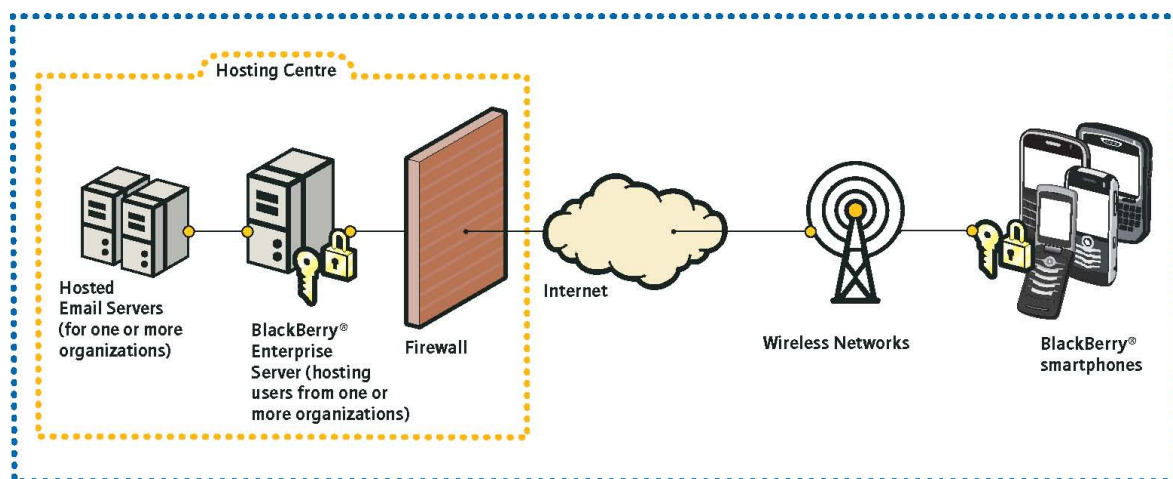 Hosting Centre
Hosted
Email Servers
(for one or more
organizations)
BlackBerry®
Enterprise
Server (hosting
users from one or
more organizations)
Firewall
Internet
Wireless Networks
BlackBerry®
smartphones